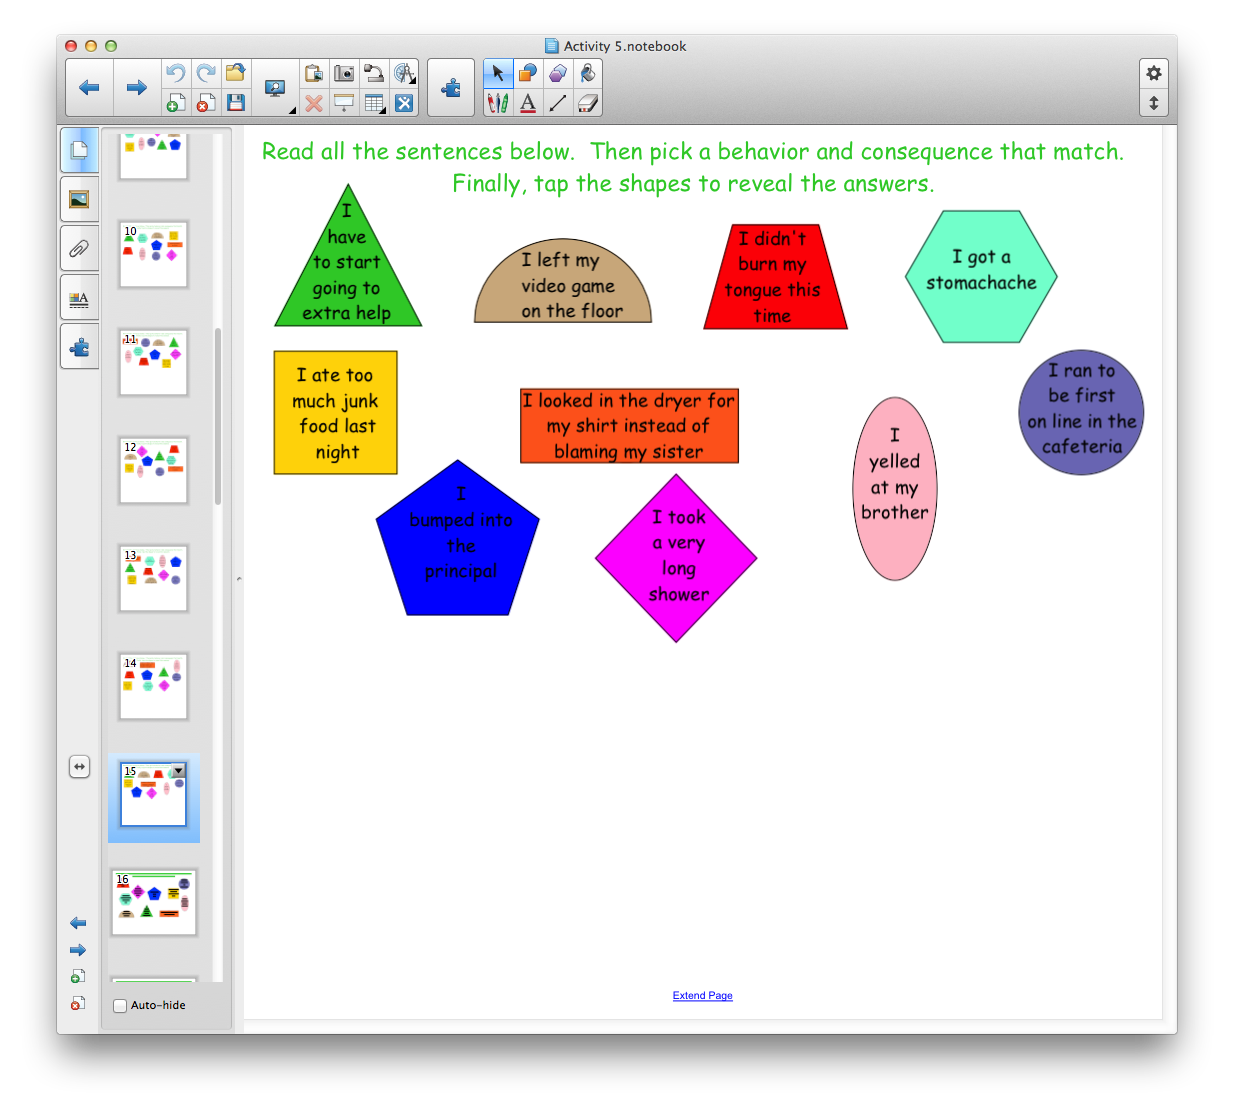 Activity 5.notebook
Read all the sentences below.  Then pick a behavior and consequence that match.
Finally, tap the shapes to reveal the answers.
I
have
to start
going to
extra help
I left my
video game
on the floor
I didn't
burn my
tongue this
time
I got a
stomachache
I ate too
much junk
food last
night
I looked in the dryer for
my shirt instead of
blaming my sister
I
yelled
at my
brother
I ran to
be first
on line in the
cafeteria
I
bumped into
the
principal
I took
a very
long
shower
10
11
12
13
14
15
16
Auto-hide
Extend Page